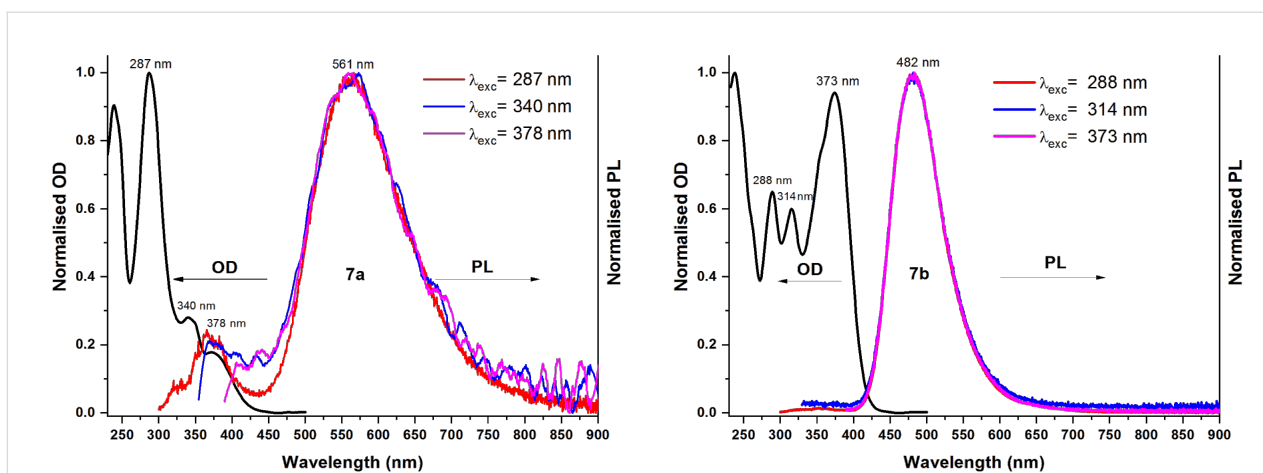 287 nm
561 nm
λexc= 287 nm
λexc= 340 nm
λexc= 378 nm
1.0
0.8
0.6
0.4
0.2
0.0
Normalised OD
Normalised PL
OD
7a
PL
340 nm
378 nm
250 300 350 400 450 500 550 600 650 700 750 800 850 900
Wavelength (nm)
373 nm
482 nm
λexc= 288 nm
λexc= 314 nm
λexc= 373 nm
1.0
0.8
0.6
0.4
0.2
0.0
Normalised OD
Normalised PL
288 nm
314 nm
OD
7b
PL
250 300 350 400 450 500 550 600 650 700 750 800 850 900
Wavelength (nm)